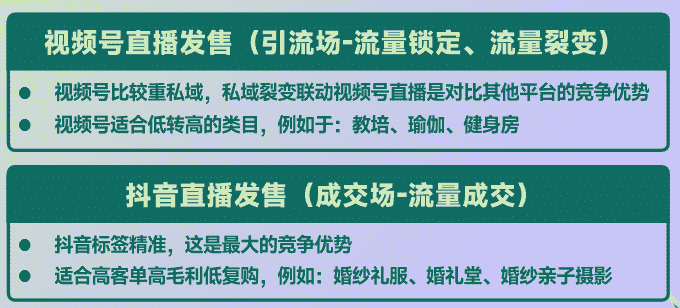 视频号直播发售（引流场-流量锁定、流量裂变）
视频号比较重私域，私域裂变联动视频号直播是对比其他平台的竞争优势
视频号适合低转高的类目，例如于：教培、瑜伽、健身房
抖音直播发售（成交场-流量成交）
抖音标签精准，这是最大的竞争优势
适合高客单高毛利低复购，例如：婚纱礼服、婚礼堂、婚纱亲子摄影